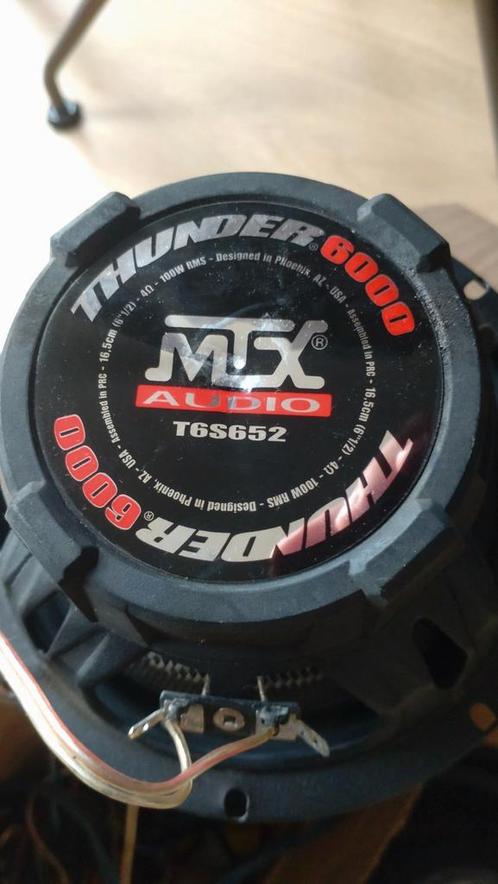 THUNDER® 6000
16,5cm (6"1/2) - 4Ω - 100W RMS - Designed in Phoenix, AZ, - USA - Assembled in PRC -
MTX®
AUDIO
T6S652
16.5cm (6"1/2) - 4Ω - 100W RMS - Designed in Phoenix, AZ, USA - Assembled in PRC -
THUNDER® 6000